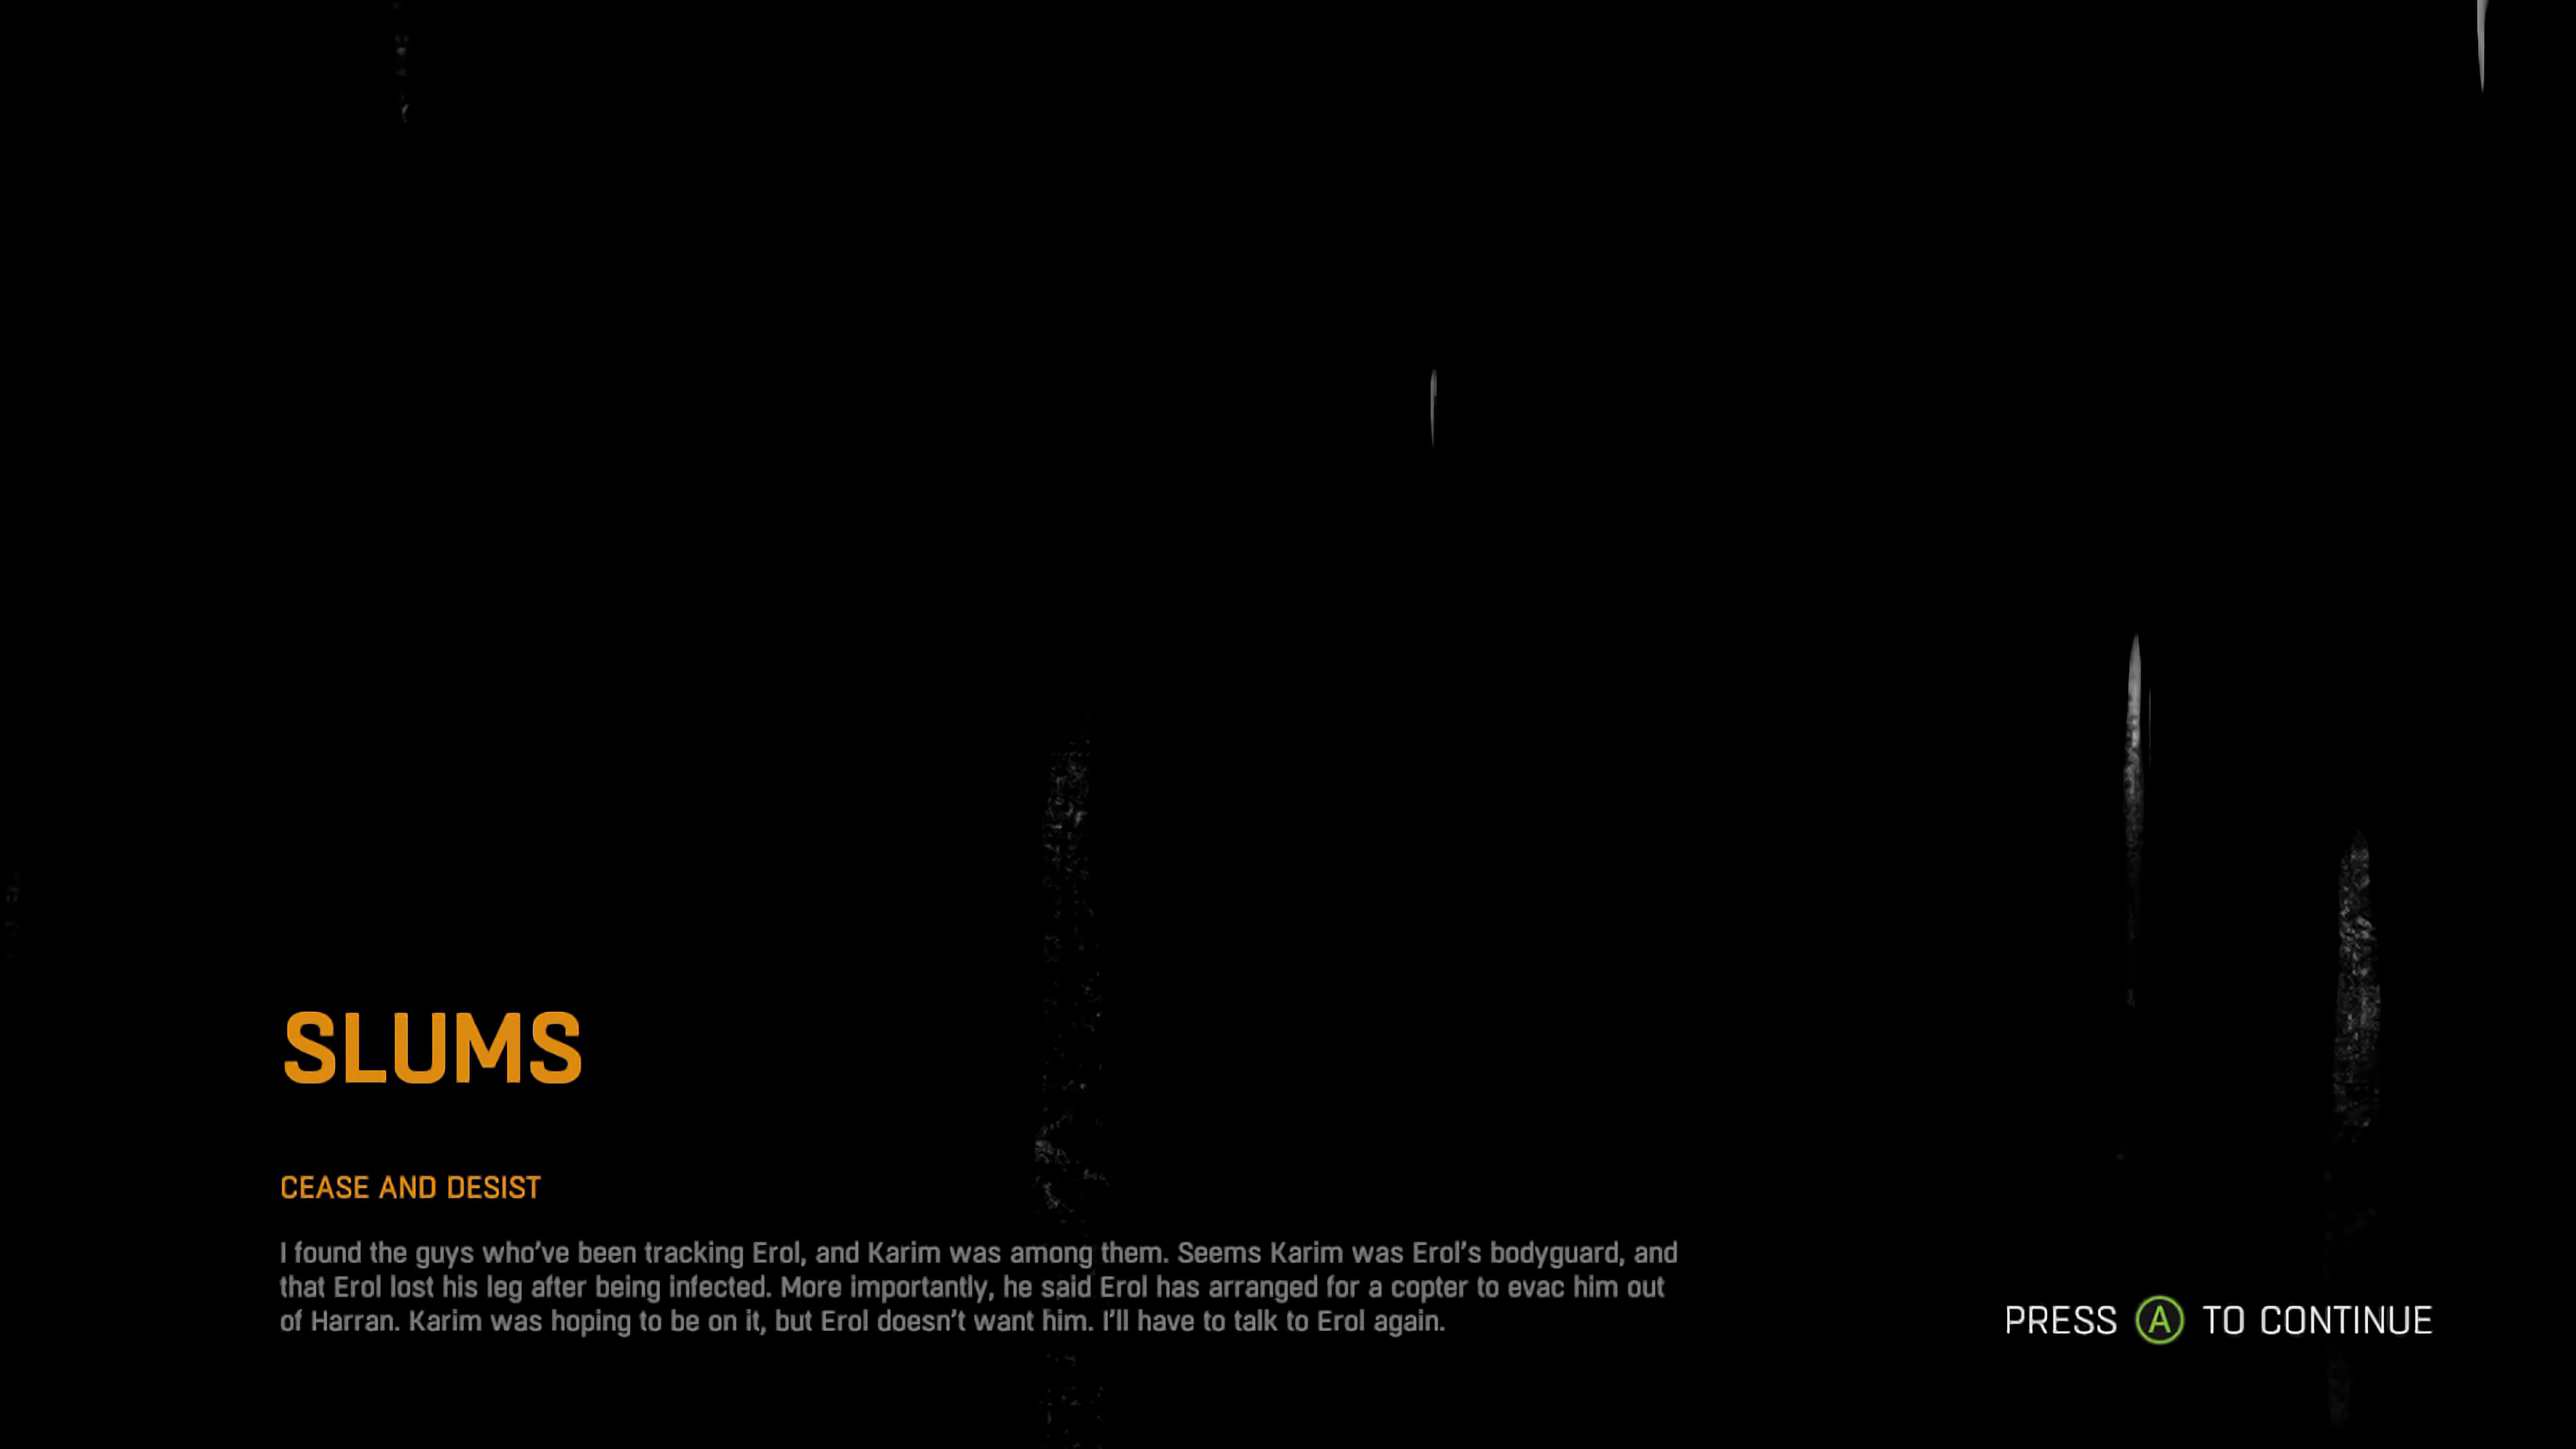 SLUMS
CEASE AND DESIST
I found the guys who've been tracking Erol, and Karim was among them. Seems Karim was Erol's bodyguard, and
that Erol lost his leg after being infected. More importantly, he said Erol has arranged for a copter to evac him out
of Harran. Karim was hoping to be on it, but Erol doesn't want him. I'll have to talk to Erol again.
PRESS A TO CONTINUE